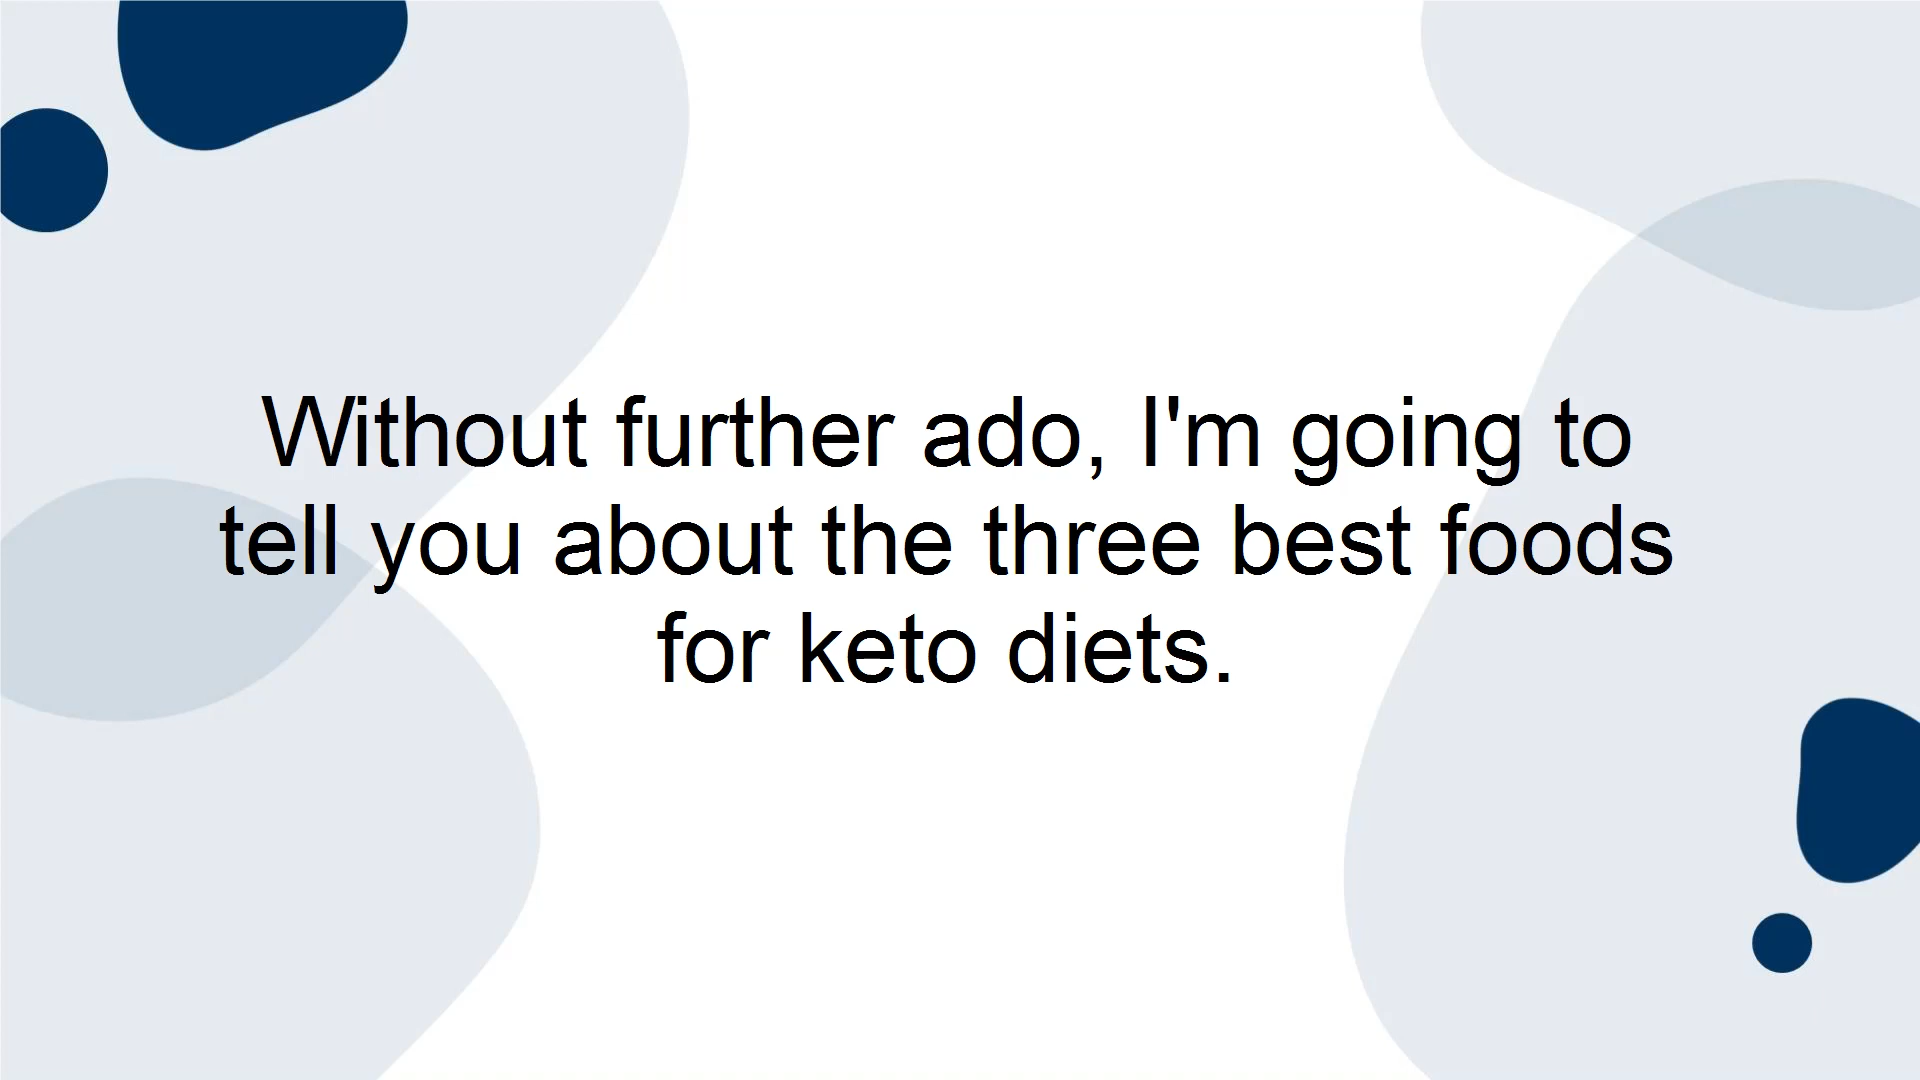 Without further ado, I'm going to
tell you about the three best foods
for keto diets.